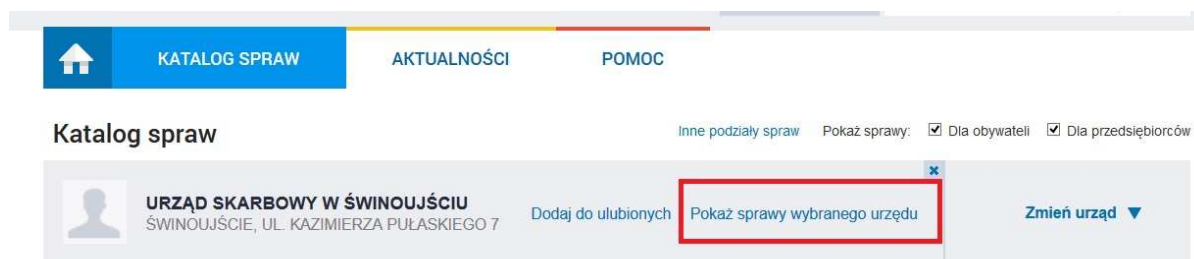 KATALOG SPRAW AKTUALNOŚCI POMOC
Katalog spraw Inne podziały spraw Pokaż sprawy: Dla obywateli Dla przedsiębiorców
URZĄD SKARBOWY W ŚWINOUJŚCIU
ŚWINOUJŚCIE, UL. KAZIMIERZA PUŁASKIEGO 7
Dodaj do ulubionych Pokaż sprawy wybranego urzędu Zmień urząd